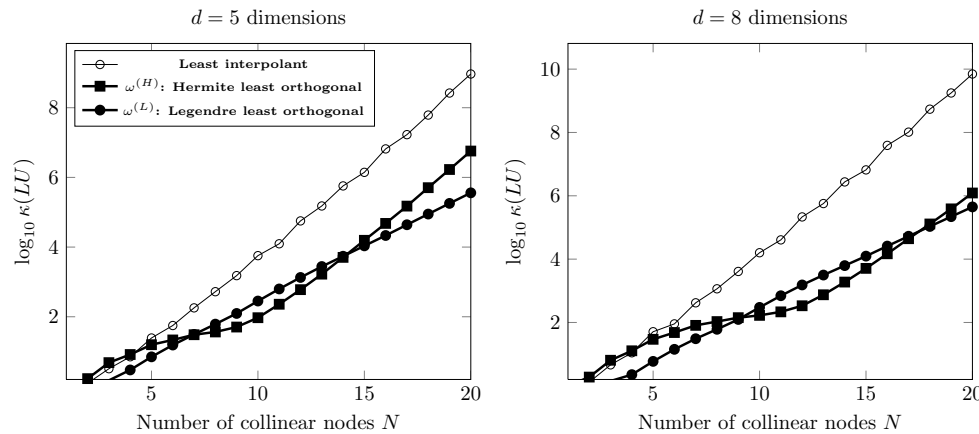 d = 5 dimensions
Least interpolant
ω^(H): Hermite least orthogonal
ω^(L): Legendre least orthogonal
log₁₀ κ(LU)
8
6
4
2
5 10 15 20
Number of collinear nodes N
d = 8 dimensions
log₁₀ κ(LU)
10
8
6
4
2
5 10 15 20
Number of collinear nodes N